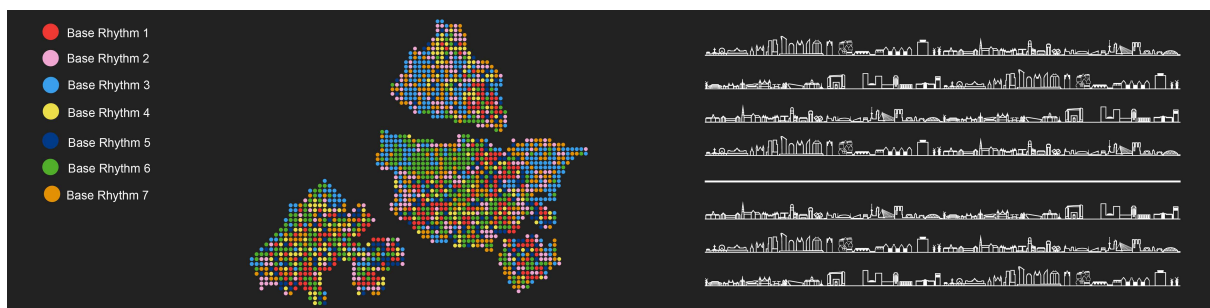 Base Rhythm 1
Base Rhythm 2
Base Rhythm 3
Base Rhythm 4
Base Rhythm 5
Base Rhythm 6
Base Rhythm 7